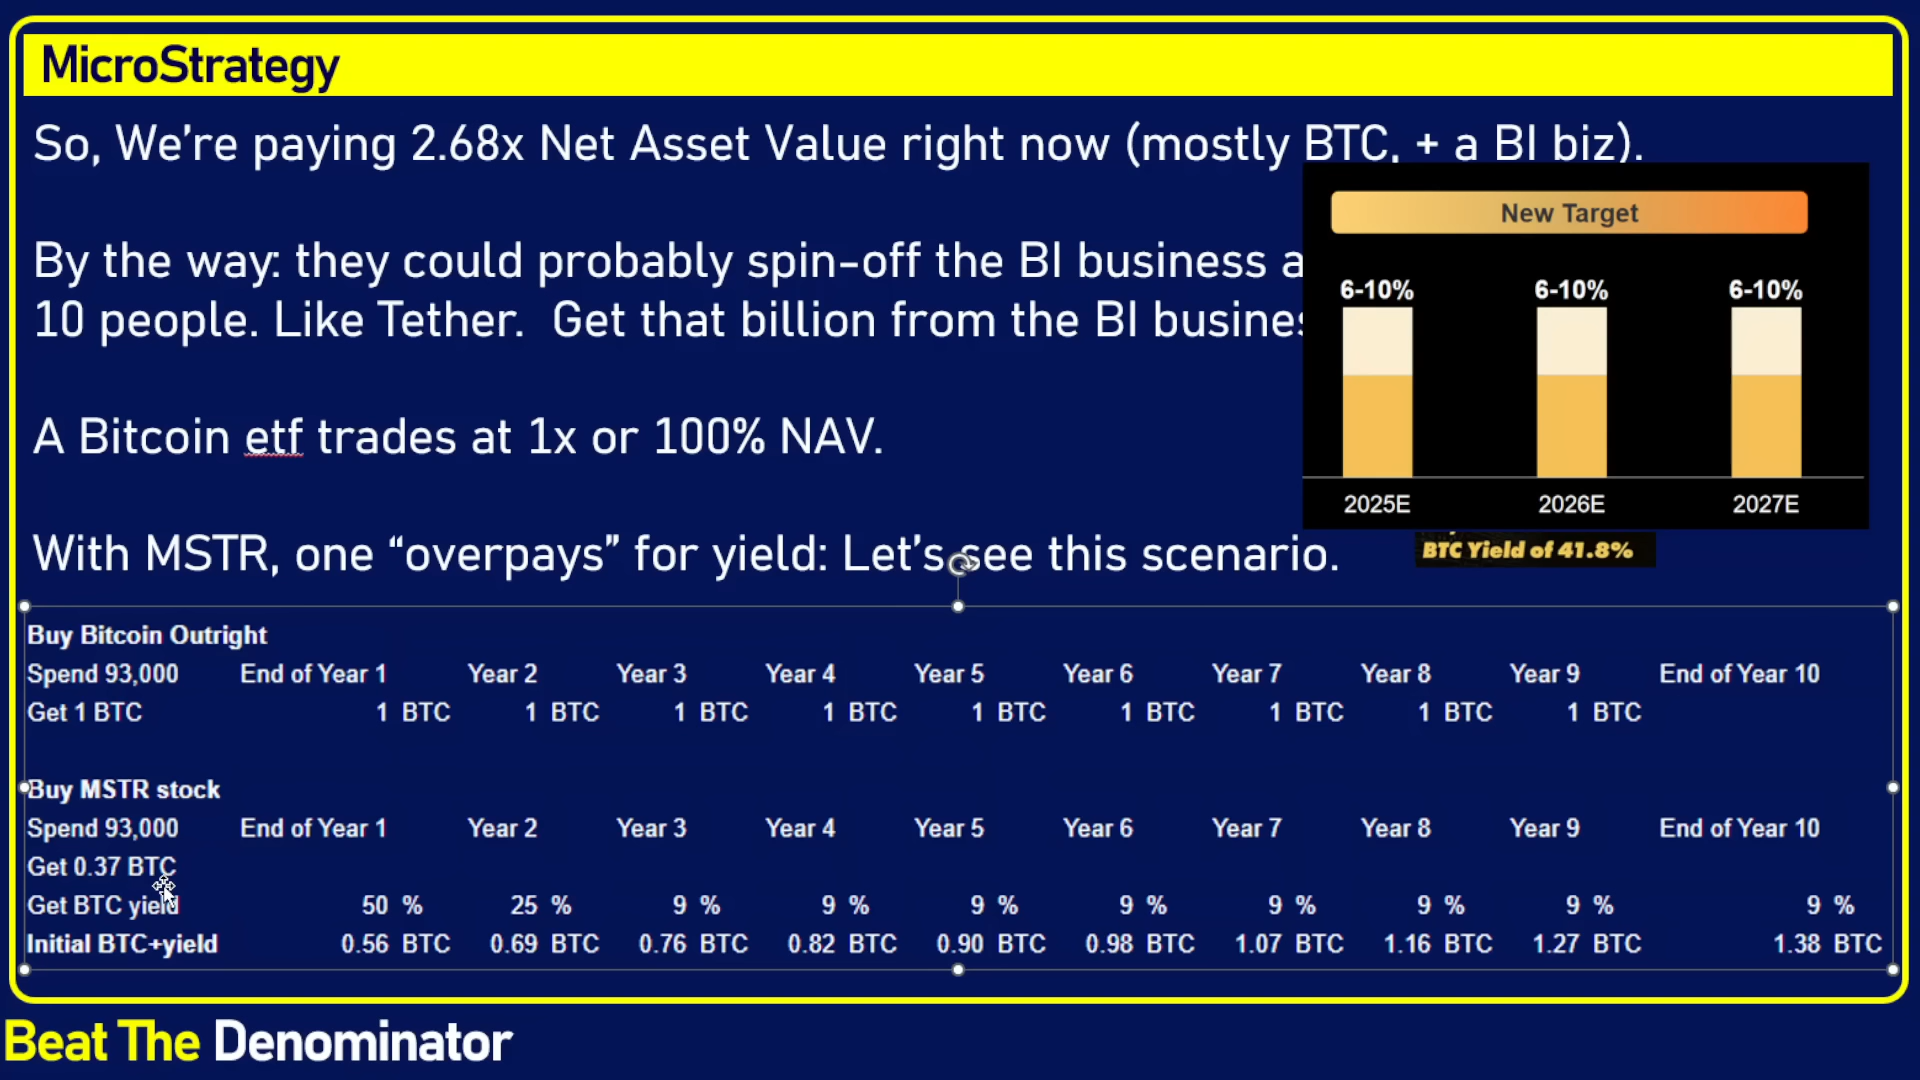 MicroStrategy
So, We're paying 2.68x Net Asset Value right now (mostly BTC, + a BI biz).
New Target
By the way: they could probably spin-off the BI business a
10 people. Like Tether.  Get that billion from the BI busines
6-10% 6-10% 6-10%
2025E 2026E 2027E
A Bitcoin etf trades at 1x or 100% NAV.
With MSTR, one “overpays” for yield: Let's see this scenario.
BTC Yield of 41.8%
Buy Bitcoin Outright
Spend 93,000 End of Year 1 Year 2 Year 3 Year 4 Year 5 Year 6 Year 7 Year 8 Year 9 End of Year 10
Get 1 BTC 1 BTC 1 BTC 1 BTC 1 BTC 1 BTC 1 BTC 1 BTC 1 BTC 1 BTC
Buy MSTR stock
Spend 93,000 End of Year 1 Year 2 Year 3 Year 4 Year 5 Year 6 Year 7 Year 8 Year 9 End of Year 10
Get 0.37 BTC
Get BTC yield 50 % 25 % 9 % 9 % 9 % 9 % 9 % 9 % 9 % 9 %
Initial BTC+yield 0.56 BTC 0.69 BTC 0.76 BTC 0.82 BTC 0.90 BTC 0.98 BTC 1.07 BTC 1.16 BTC 1.27 BTC 1.38 BTC
Beat The Denominator